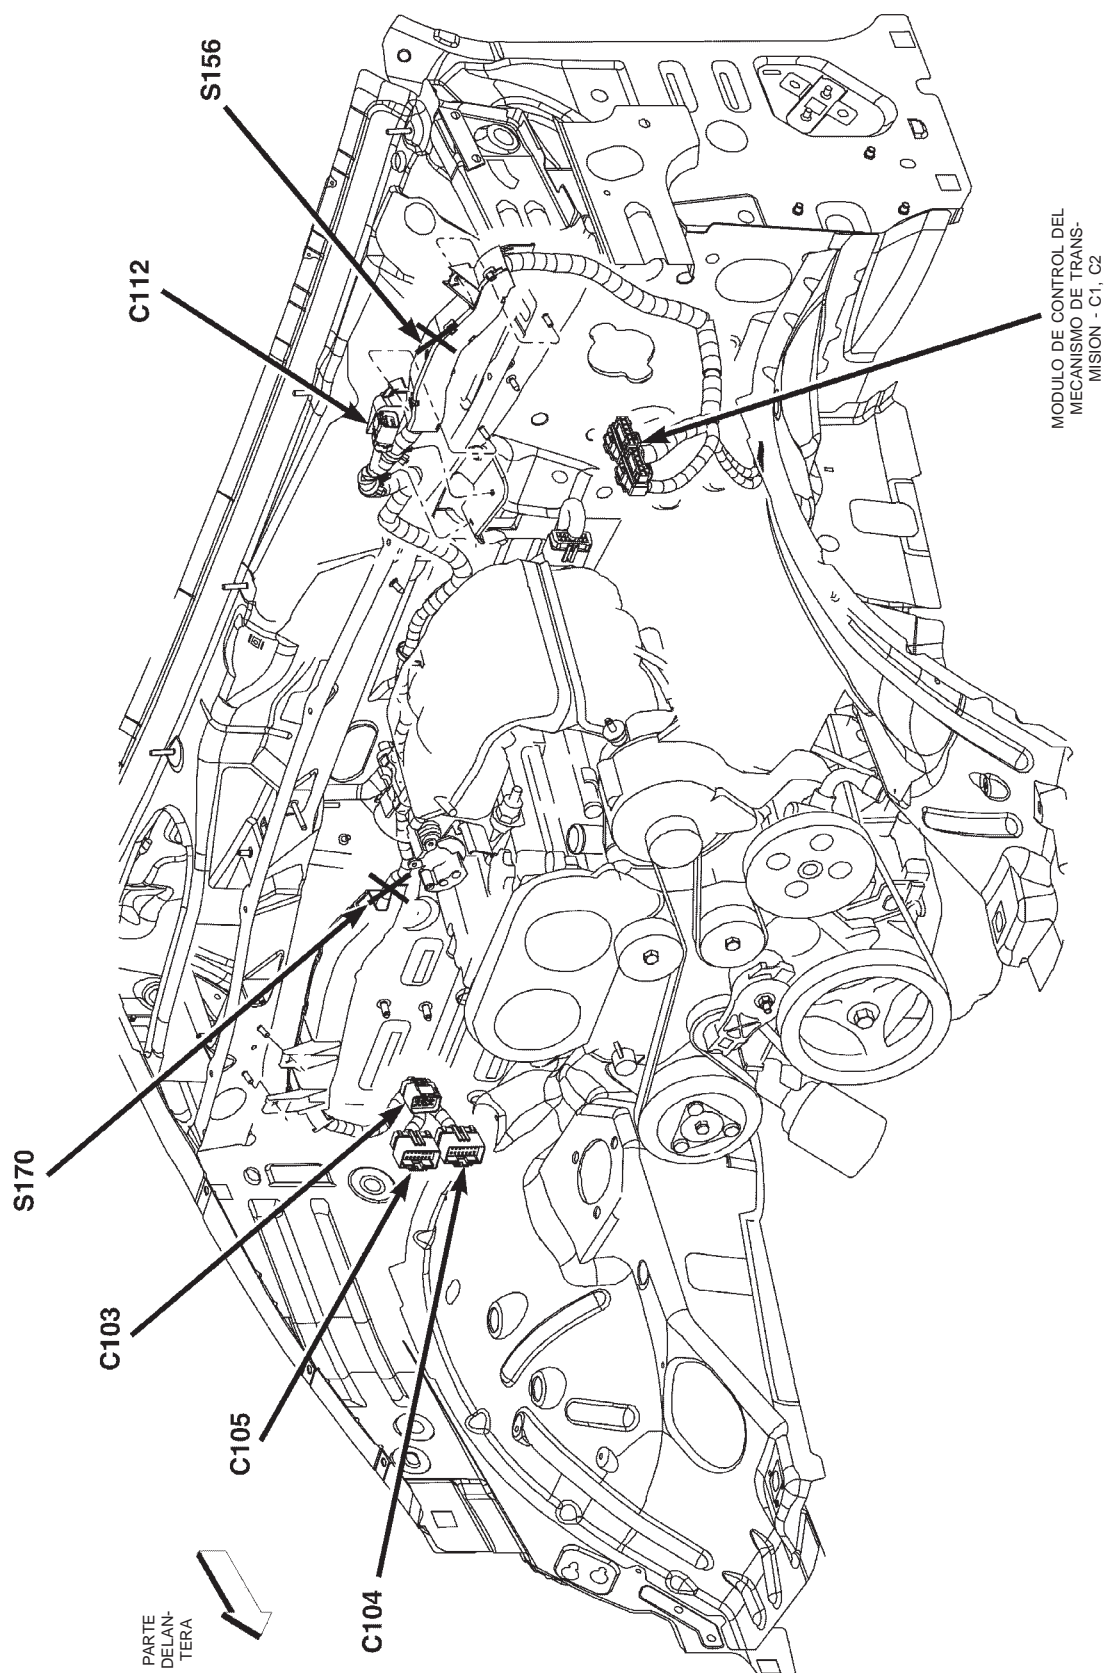 S156
C112
MODULO DE CONTROL DEL
MECANISMO DE TRANS-
MISION - C1, C2
S170
C103
C105
C104
PARTE
DELAN-
TERA